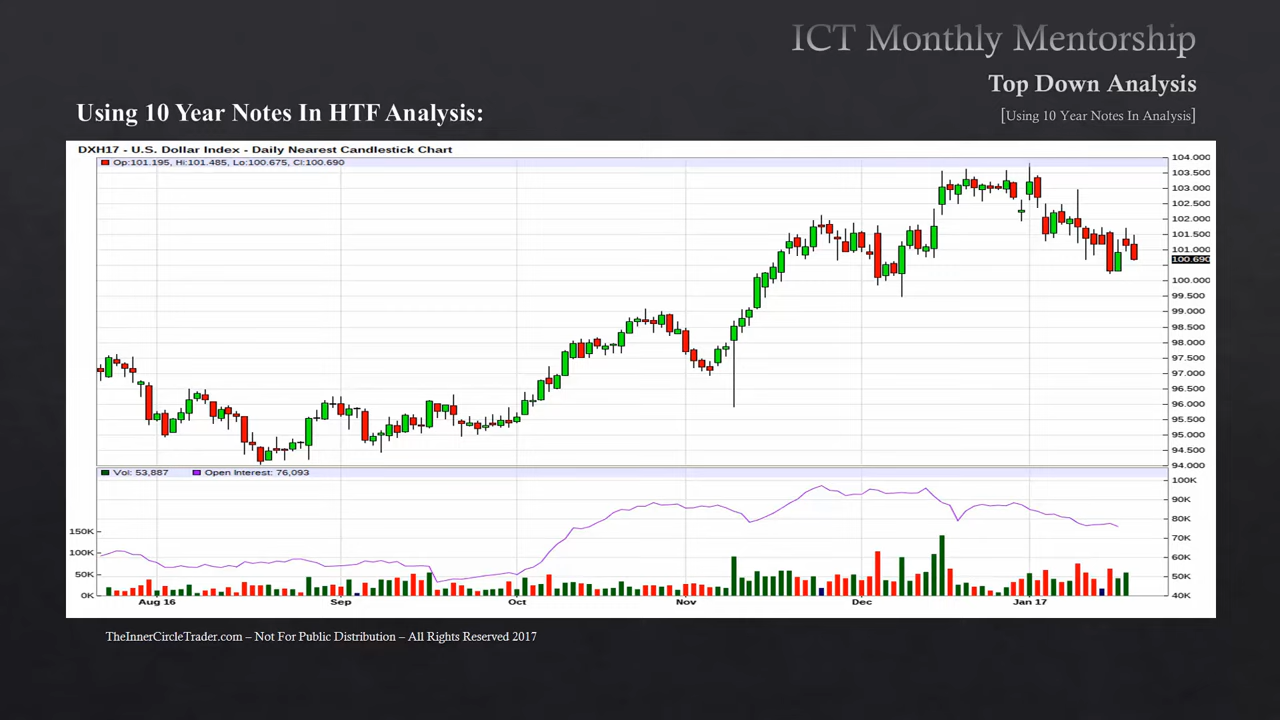 ICT Monthly Mentorship
Top Down Analysis
[Using 10 Year Notes In Analysis]
Using 10 Year Notes In HTF Analysis:
DXH17 - U.S. Dollar Index - Daily Nearest Candlestick Chart
Op:101.195, Hi:101.485, Lo:100.675, Cl:100.690
104.000
103.500
103.000
102.500
102.000
101.500
101.000
100.690
100.000
99.500
99.000
98.500
98.000
97.500
97.000
96.500
96.000
95.500
95.000
94.500
94.000
Vol: 53,887 Open Interest: 76,093
100K
90K
80K
70K
60K
50K
40K
150K
100K
50K
0K
Aug 16 Sep Oct Nov Dec Jan 17
TheInnerCircleTrader.com – Not For Public Distribution – All Rights Reserved 2017